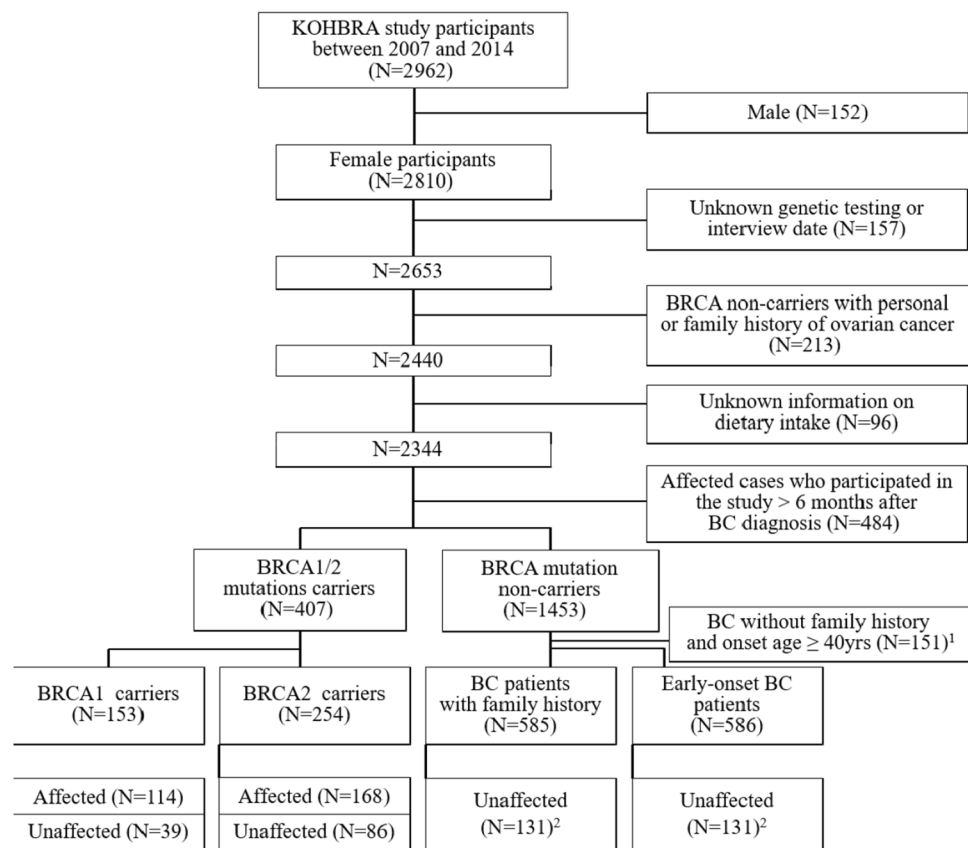 KOHBRA study participants
between 2007 and 2014
(N=2962)
Male (N=152)
Female participants
(N=2810)
Unknown genetic testing or
interview date (N=157)
N=2653
BRCA non-carriers with personal
or family history of ovarian cancer
(N=213)
N=2440
Unknown information on
dietary intake (N=96)
N=2344
Affected cases who participated in
the study > 6 months after
BC diagnosis (N=484)
BRCA1/2
mutations carriers
(N=407)
BRCA mutation
non-carriers
(N=1453)
BC without family history
and onset age ≥ 40yrs (N=151)¹
BRCA1 carriers
(N=153)
BRCA2 carriers
(N=254)
BC patients
with family history
(N=585)
Early-onset BC
patients
(N=586)
Affected (N=114)
Unaffected (N=39)
Affected (N=168)
Unaffected (N=86)
Unaffected
(N=131)²
Unaffected
(N=131)²